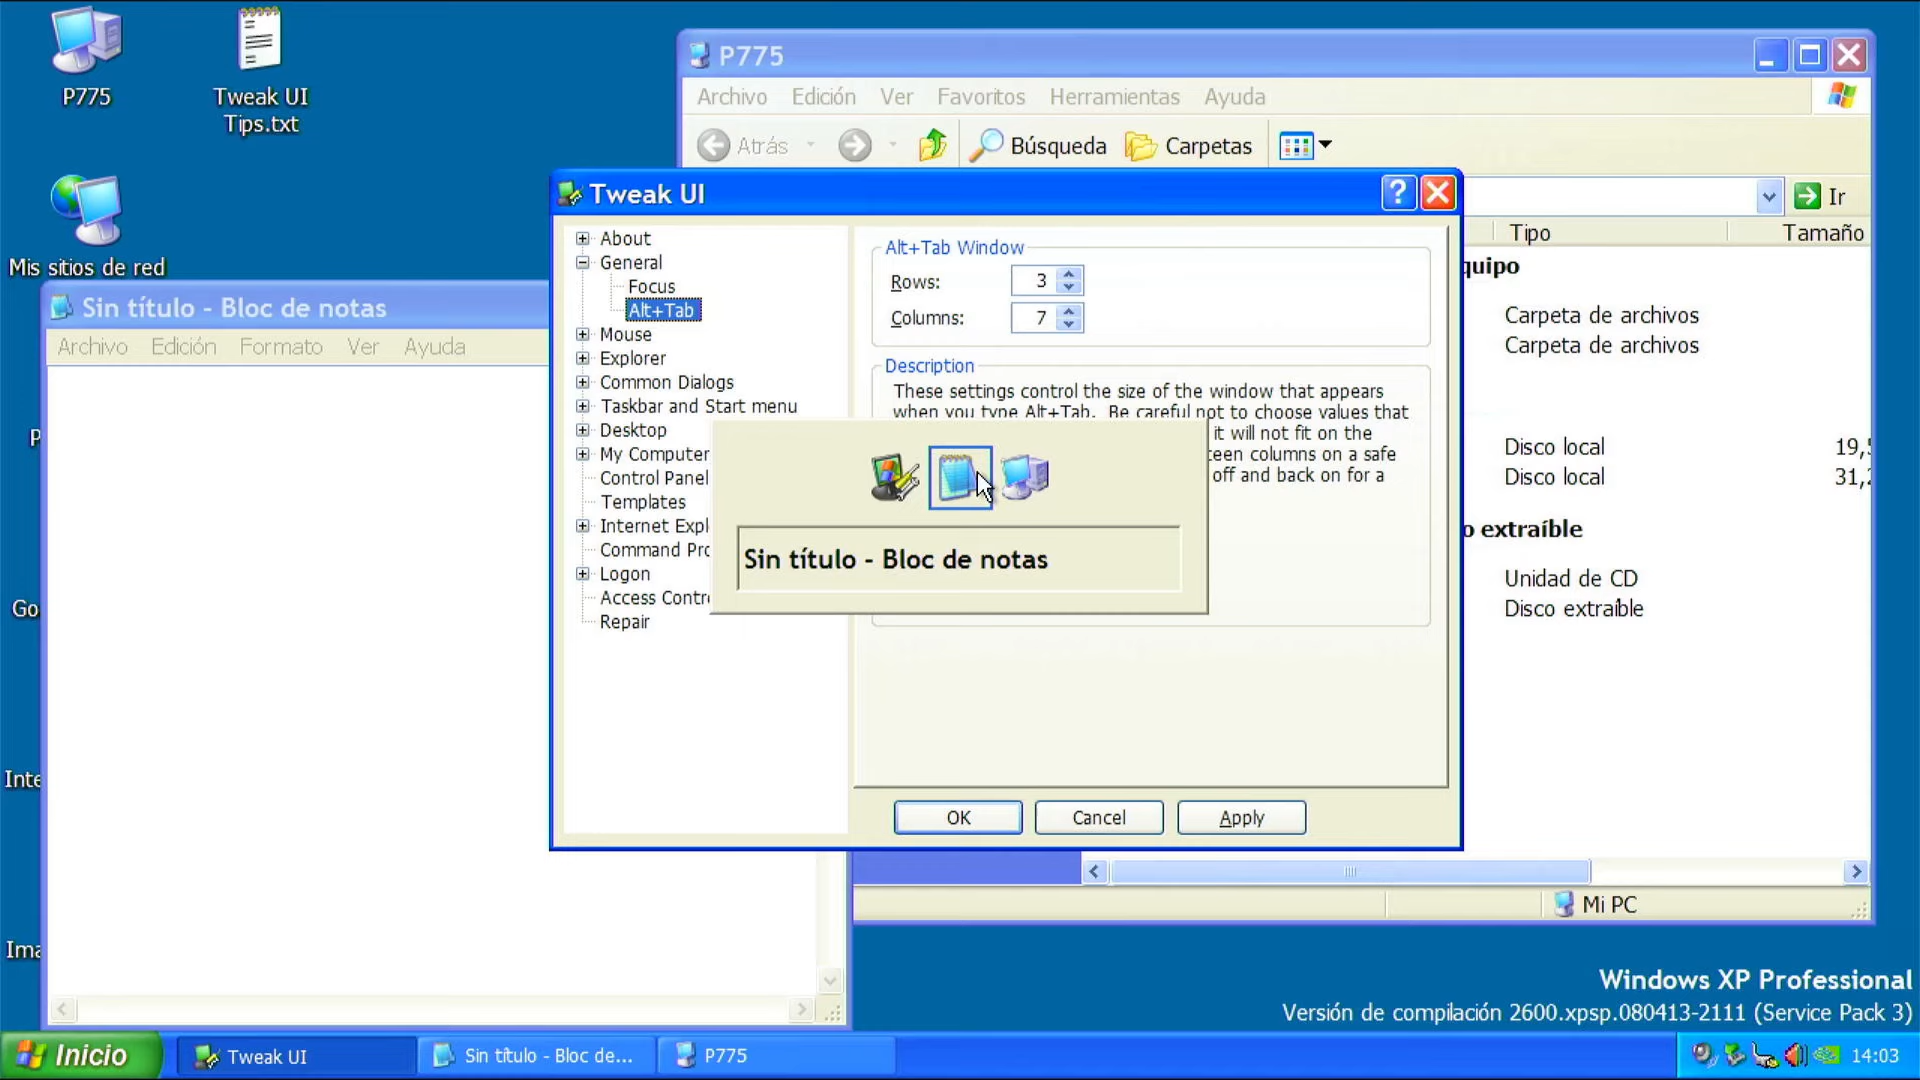 P775
Tweak UI
Tips.txt
Mis sitios de red
P775
Archivo Edición Ver Favoritos Herramientas Ayuda
Atrás Búsqueda Carpetas
Ir
Tipo Tamaño
quipo
Carpeta de archivos
Carpeta de archivos
Disco local 19,5
Disco local 31,2
o extraíble
Unidad de CD
Disco extraíble
Mi PC
Sin título - Bloc de notas
Archivo Edición Formato Ver Ayuda
P
Go
Inte
Ima
Tweak UI
?
About
General
Focus
Alt+Tab
Mouse
Explorer
Common Dialogs
Taskbar and Start menu
Desktop
My Computer
Control Panel
Templates
Internet Expl
Command Pro
Logon
Access Contr
Repair
Alt+Tab Window
Rows: 3
Columns: 7
Description
These settings control the size of the window that appears
when you type Alt+Tab. Be careful not to choose values that
it will not fit on the
teen columns on a safe
off and back on for a
Sin título - Bloc de notas
OK Cancel Apply
Windows XP Professional
Versión de compilación 2600.xpsp.080413-2111 (Service Pack 3)
Inicio Tweak UI Sin título - Bloc de... P775 14:03